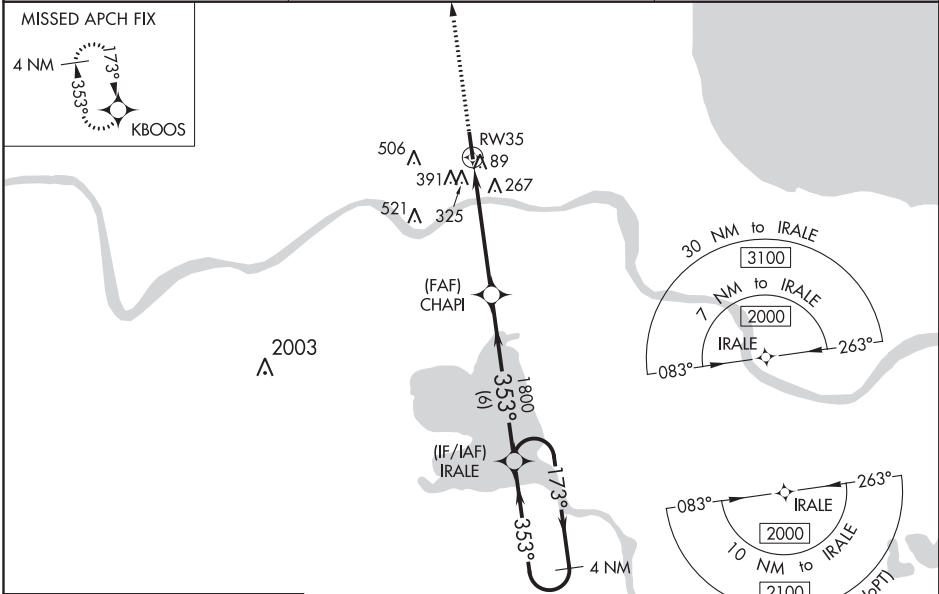 MISSED APCH FIX
4 NM
173°
353°
KBOOS
RW35
506
89
391
267
325
521
(FAF)
CHAPI
2003
30 NM to IRALE
3100
7 NM to IRALE
2000
IRALE
083°
263°
353°
1800
(6)
(IF/IAF)
IRALE
173°
353°
4 NM
083°
263°
IRALE
2000
10 NM to IRALE
2100